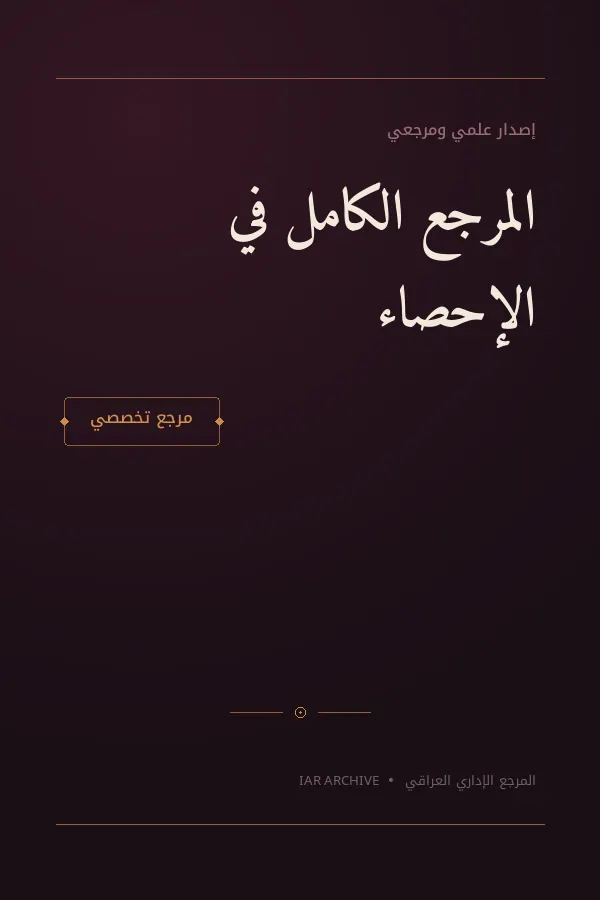 إصدار علمي ومرجعي
المرجع الكامل في
الإحصاء
مرجع تخصصي
المرجع الإداري العراقي • IAR ARCHIVE